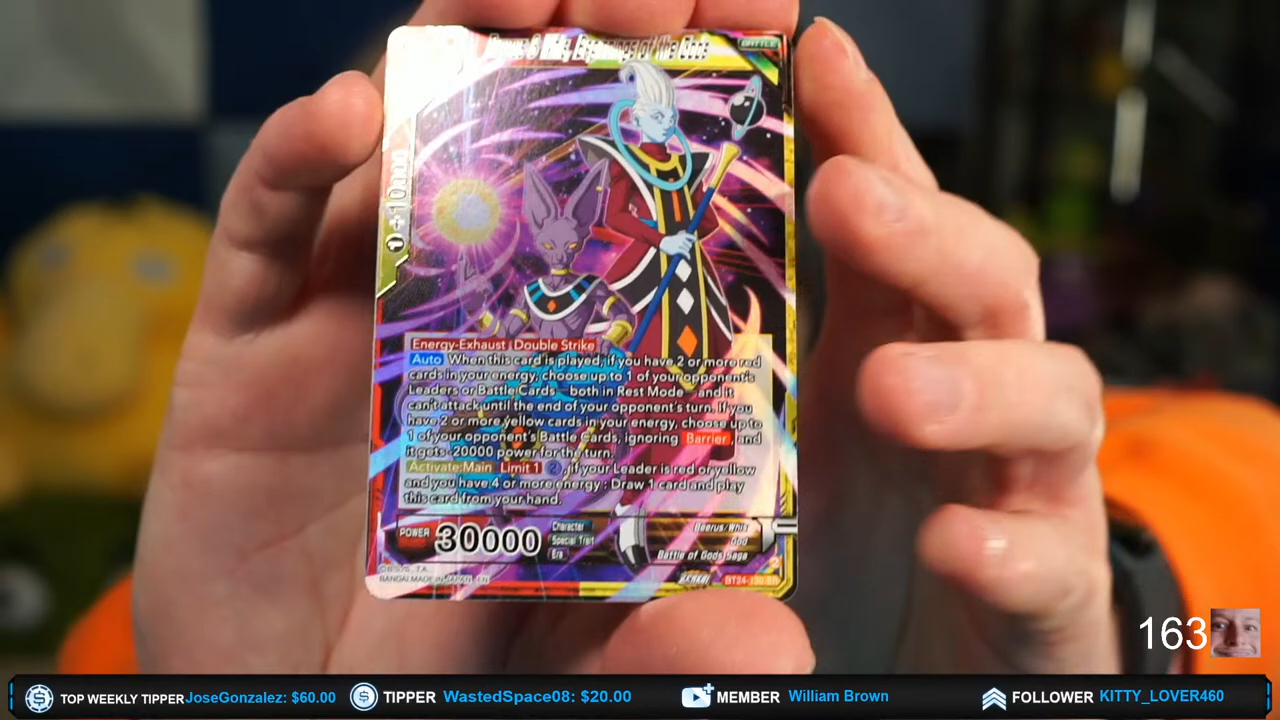 of the Gods
BATTLE
+10000
1
Energy-Exhaust Double Strike
Auto When this card is played, if you have 2 or more red
cards in your energy, choose up to 1 of your opponent's
Leaders or Battle Cards both in Rest Mode and it
can't attack until the end of your opponent's turn. If you
have 2 or more yellow cards in your energy, choose up to
1 of your opponent's Battle Cards, ignoring Barrier, and
it gets -20000 power for the turn.
Activate:Main Limit 1 2, if your Leader is red or yellow
and you have 4 or more energy : Draw 1 card and play
this card from your hand.
POWER 30000
Character Beerus/Whis
Special Trait God
Era Battle of Gods Saga
BANDAI MADE IN JAPAN EN
163
TOP WEEKLY TIPPER JoseGonzalez: $60.00 TIPPER WastedSpace08: $20.00 MEMBER William Brown FOLLOWER KITTY_LOVER460